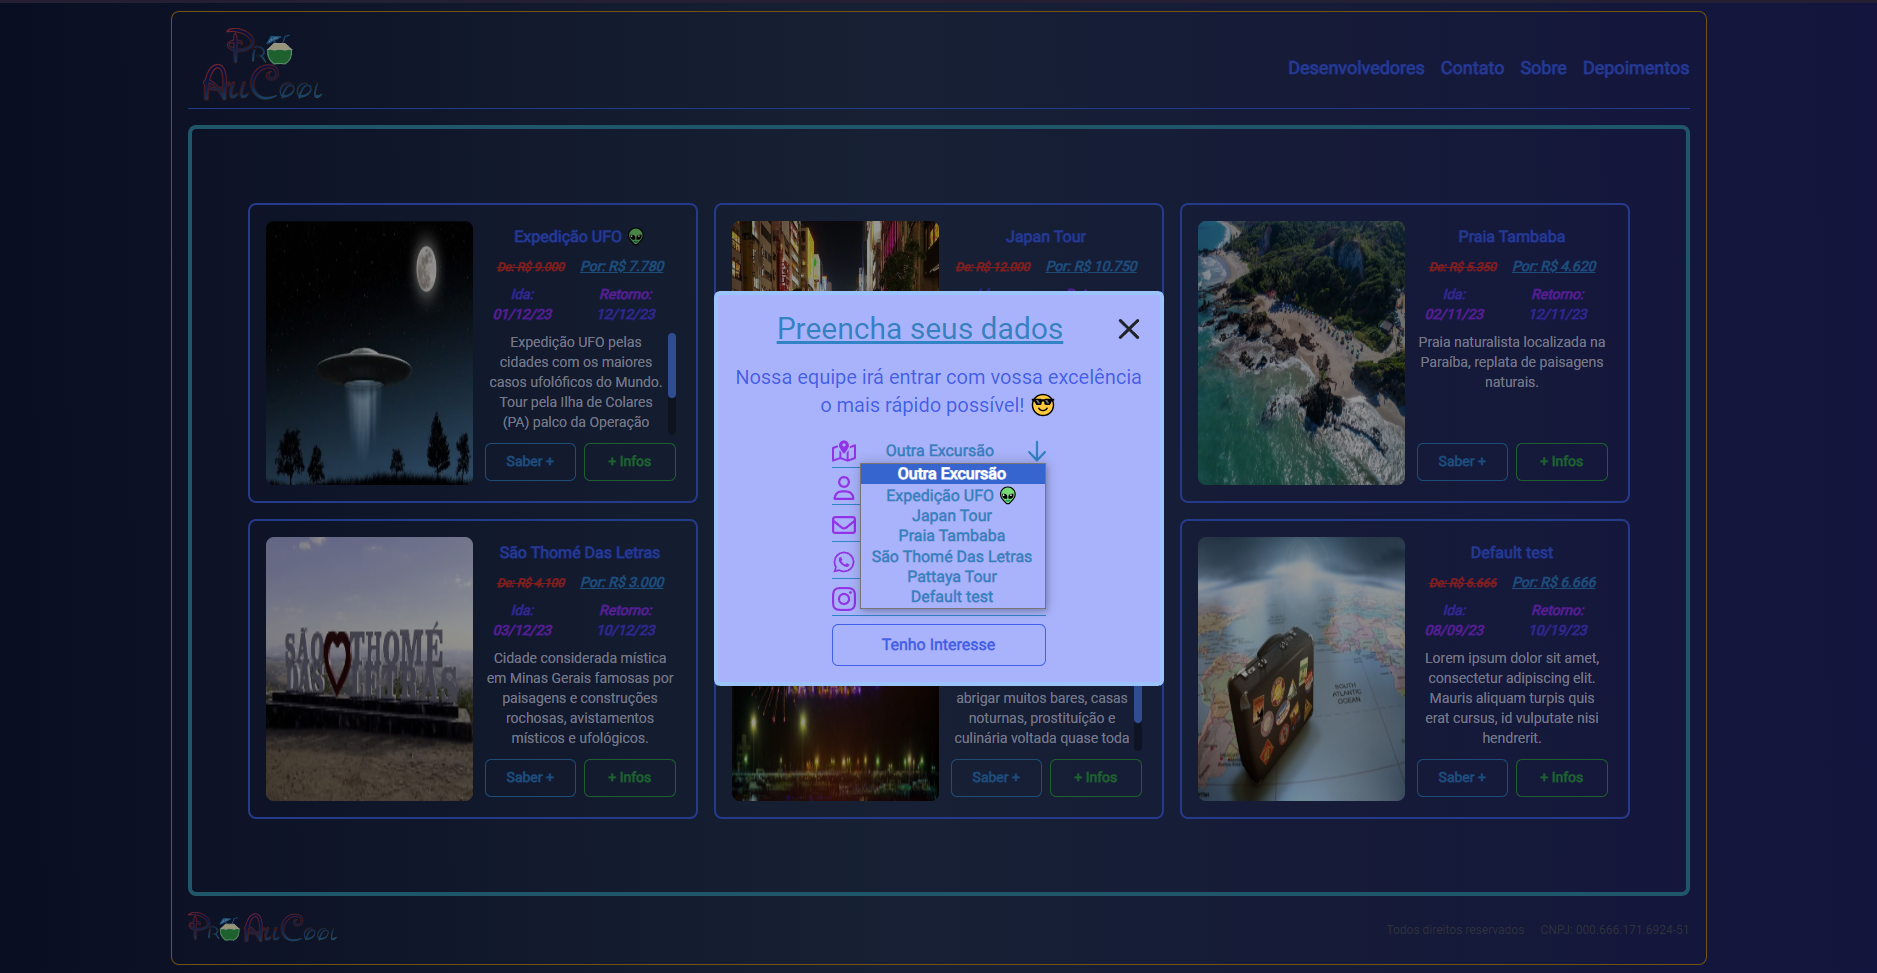 Pro
AuCool
Desenvolvedores Contato Sobre Depoimentos
Expedição UFO 👽
De: R$ 9.000 Por: R$ 7.780
Ida: Retorno:
01/12/23 12/12/23
Expedição UFO pelas
cidades com os maiores
casos ufolóficos do Mundo.
Tour pela Ilha de Colares
(PA) palco da Operação
Saber + + Infos
Japan Tour
De: R$ 12.000 Por: R$ 10.750
Praia Tambaba
De: R$ 5.350 Por: R$ 4.620
Ida: Retorno:
02/11/23 12/11/23
Praia naturalista localizada na
Paraíba, replata de paisagens
naturais.
Saber + + Infos
Preencha seus dados
Nossa equipe irá entrar com vossa excelência
o mais rápido possível! 😎
Outra Excursão
Outra Excursão
Expedição UFO 👽
Japan Tour
Praia Tambaba
São Thomé Das Letras
Pattaya Tour
Default test
Tenho Interesse
SÃO THOMÉ
DAS LETRAS
São Thomé Das Letras
De: R$ 4.100 Por: R$ 3.000
Ida: Retorno:
03/12/23 10/12/23
Cidade considerada mística
em Minas Gerais famosas por
paisagens e construções
rochosas, avistamentos
místicos e ufológicos.
Saber + + Infos
abrigar muitos bares, casas
noturnas, prostituíção e
culinária voltada quase toda
Saber + + Infos
SOUTH
ATLANTIC
OCEAN
Default test
De: R$ 6.666 Por: R$ 6.666
Ida: Retorno:
08/09/23 10/19/23
Lorem ipsum dolor sit amet,
consectetur adipiscing elit.
Mauris aliquam turpis quis
erat cursus, id vulputate nisi
hendrerit.
Saber + + Infos
Pro AuCool
Todos direitos reservados CNPJ: 000.666.171.6924-51